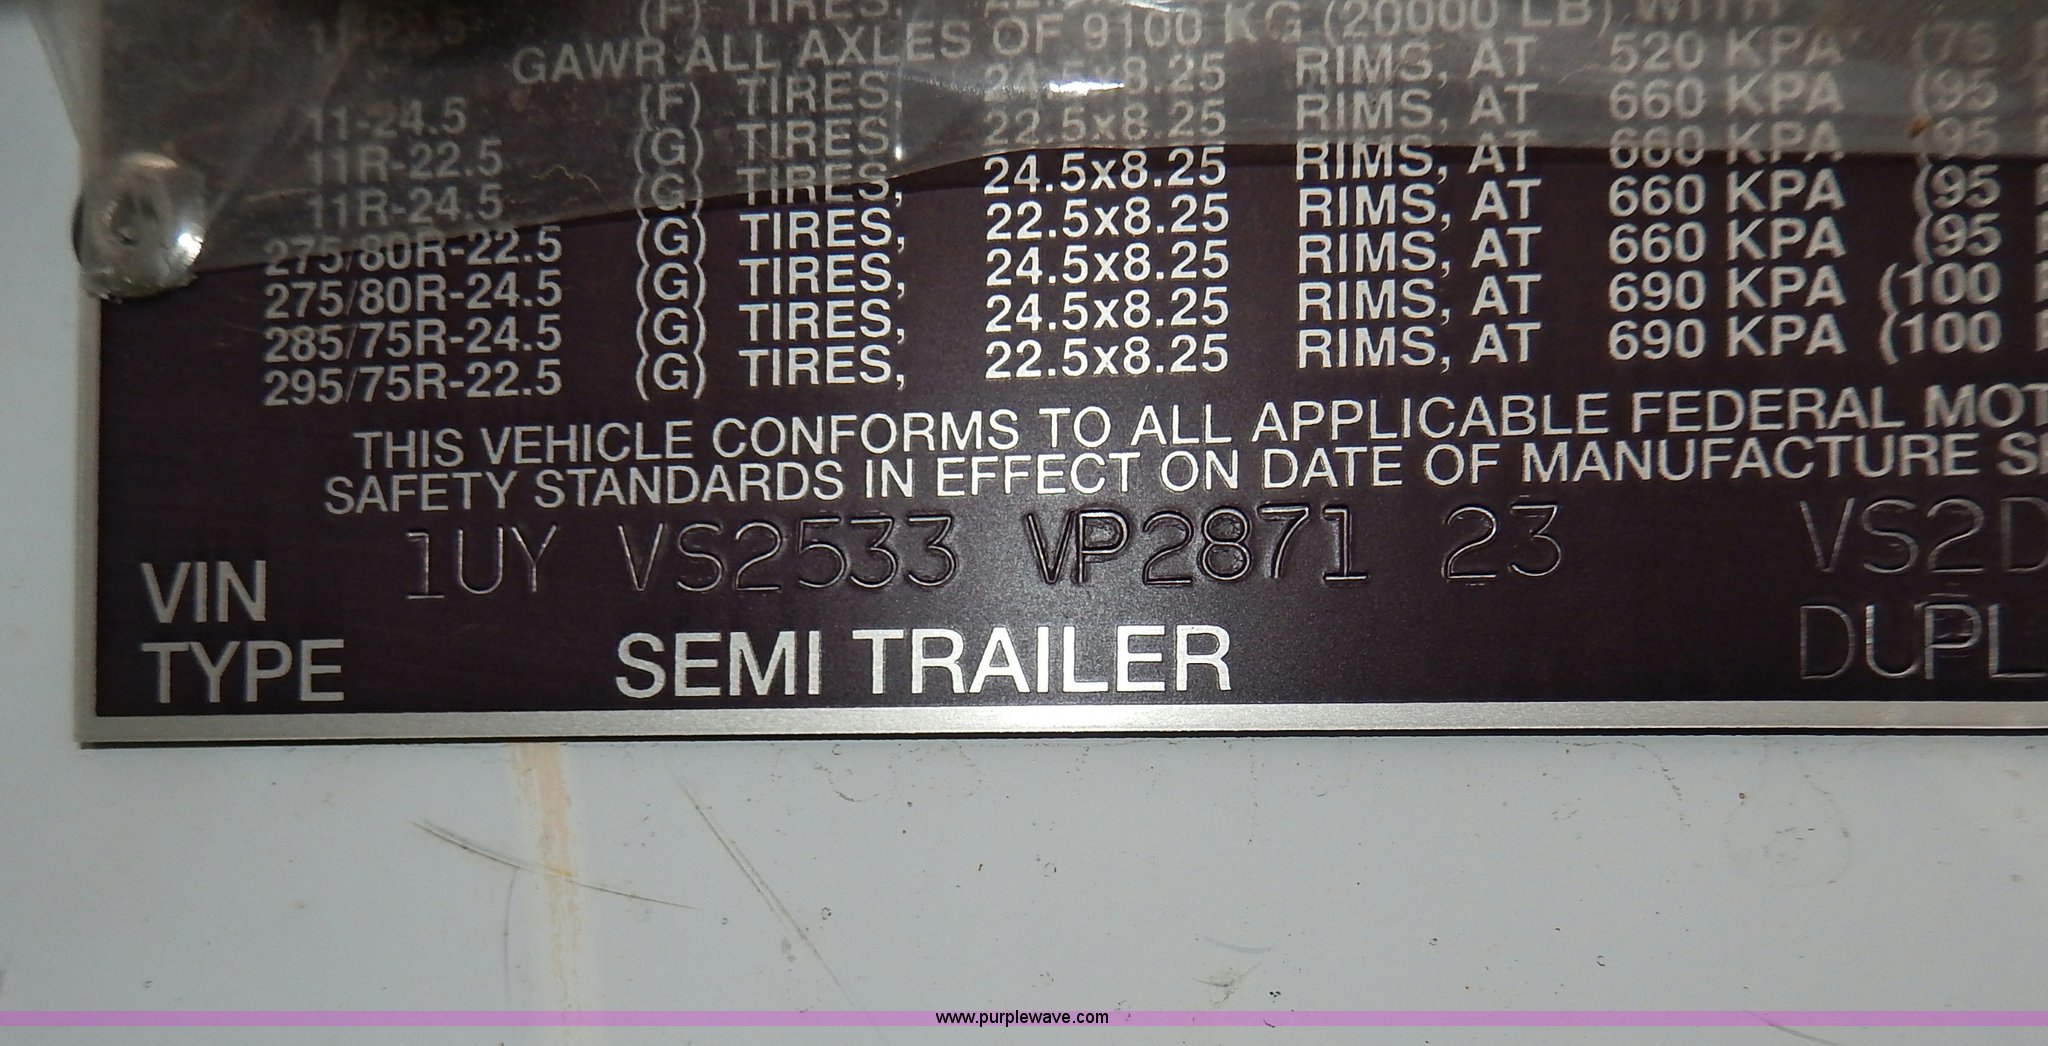 (F) TIRES,
GAWR ALL AXLES OF 9100 KG (20000 LB) WITH
11-24.5 (F) TIRES, 24.5x8.25 RIMS, AT 520 KPA (75
11R-22.5 (G) TIRES, 22.5x8.25 RIMS, AT 660 KPA (95
11R-24.5 (G) TIRES, 24.5x8.25 RIMS, AT 660 KPA (95
275/80R-22.5 (G) TIRES, 22.5x8.25 RIMS, AT 660 KPA (95
275/80R-24.5 (G) TIRES, 24.5x8.25 RIMS, AT 660 KPA (95
285/75R-24.5 (G) TIRES, 24.5x8.25 RIMS, AT 690 KPA (100
295/75R-22.5 (G) TIRES, 22.5x8.25 RIMS, AT 690 KPA (100
THIS VEHICLE CONFORMS TO ALL APPLICABLE FEDERAL MOT
SAFETY STANDARDS IN EFFECT ON DATE OF MANUFACTURE
VIN 1UY VS2533 VP2871 23 VS2D
TYPE SEMI TRAILER DUPL
www.purplewave.com